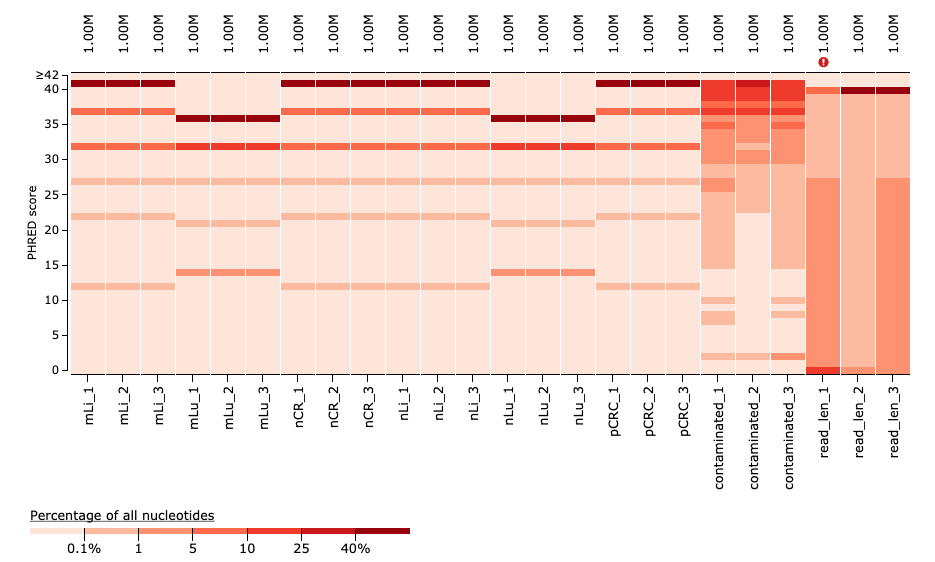 1.00M 1.00M 1.00M 1.00M 1.00M 1.00M 1.00M 1.00M 1.00M 1.00M 1.00M 1.00M 1.00M 1.00M 1.00M 1.00M 1.00M 1.00M 1.00M 1.00M 1.00M 1.00M 1.00M 1.00M
!
≥42
40
35
30
25
20
15
10
5
0
PHRED score
mLi_1 mLi_2 mLi_3 mLu_1 mLu_2 mLu_3 nCR_1 nCR_2 nCR_3 nLi_1 nLi_2 nLi_3 nLu_1 nLu_2 nLu_3 pCRC_1 pCRC_2 pCRC_3 contaminated_1 contaminated_2 contaminated_3 read_len_1 read_len_2 read_len_3
Percentage of all nucleotides
0.1% 1 5 10 25 40%